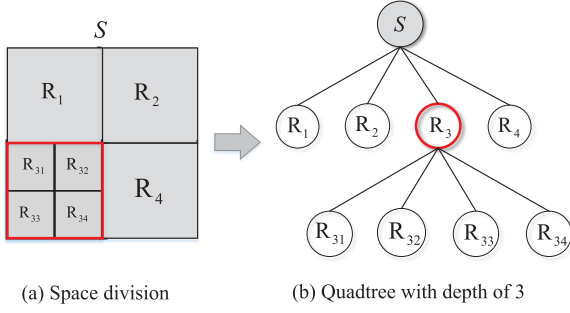 S
R1 R2
R31 R32
R33 R34
R4
(a) Space division
S
R1 R2 R3 R4
R31 R32 R33 R34
(b) Quadtree with depth of 3